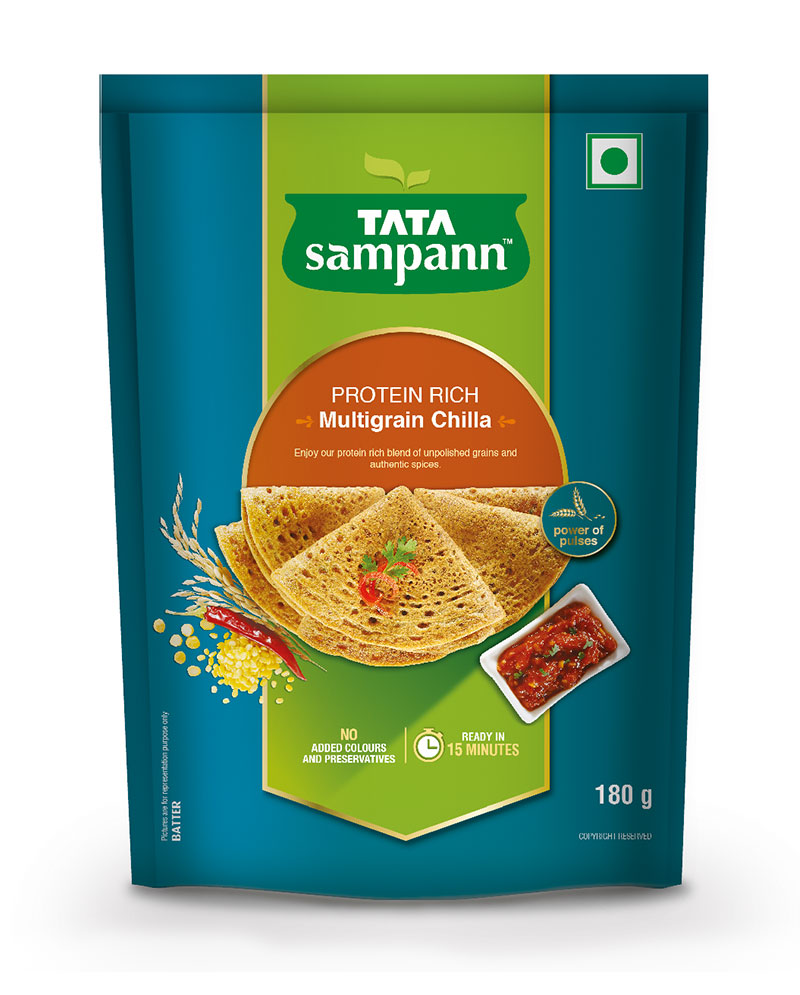 TATA
sampann™
PROTEIN RICH
Multigrain Chilla
Enjoy our protein rich blend of unpolished grains and
authentic spices.
power of
pulses
NO
ADDED COLOURS
AND PRESERVATIVES
READY IN
15 MINUTES
Pictures are for representation purpose only
BATTER
180 g
COPYRIGHT RESERVED